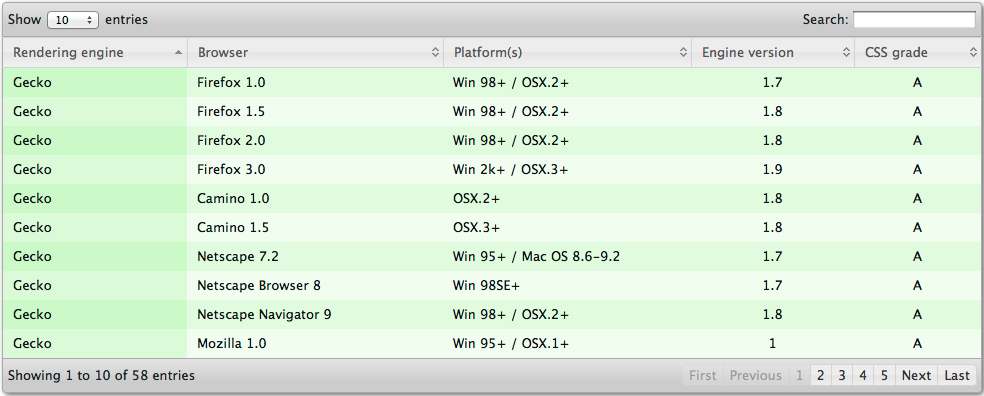 Show 10 entries Search:
Rendering engine Browser Platform(s) Engine version CSS grade
Gecko Firefox 1.0 Win 98+ / OSX.2+ 1.7 A
Gecko Firefox 1.5 Win 98+ / OSX.2+ 1.8 A
Gecko Firefox 2.0 Win 98+ / OSX.2+ 1.8 A
Gecko Firefox 3.0 Win 2k+ / OSX.3+ 1.9 A
Gecko Camino 1.0 OSX.2+ 1.8 A
Gecko Camino 1.5 OSX.3+ 1.8 A
Gecko Netscape 7.2 Win 95+ / Mac OS 8.6-9.2 1.7 A
Gecko Netscape Browser 8 Win 98SE+ 1.7 A
Gecko Netscape Navigator 9 Win 98+ / OSX.2+ 1.8 A
Gecko Mozilla 1.0 Win 95+ / OSX.1+ 1 A
Showing 1 to 10 of 58 entries First Previous 1 2 3 4 5 Next Last